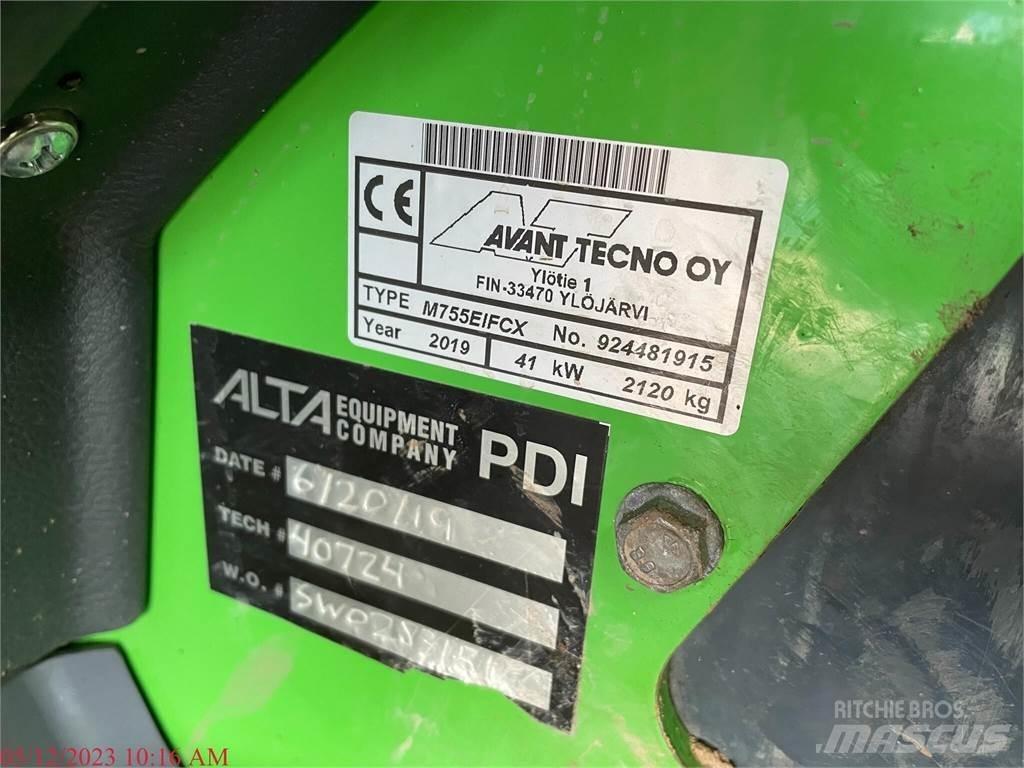 CE
AVANT TECNO OY
Ylötie 1
FIN-33470 YLÖJÄRVI
TYPE M755EIFCX No. 924481915
Year 2019 41 kW 2120 kg
ALTA EQUIPMENT COMPANY PDI
DATE # 6/20/19
TECH # 40724
W.O. #
05/12/2023 10:16 AM
RITCHIE BROS.
MASCUS